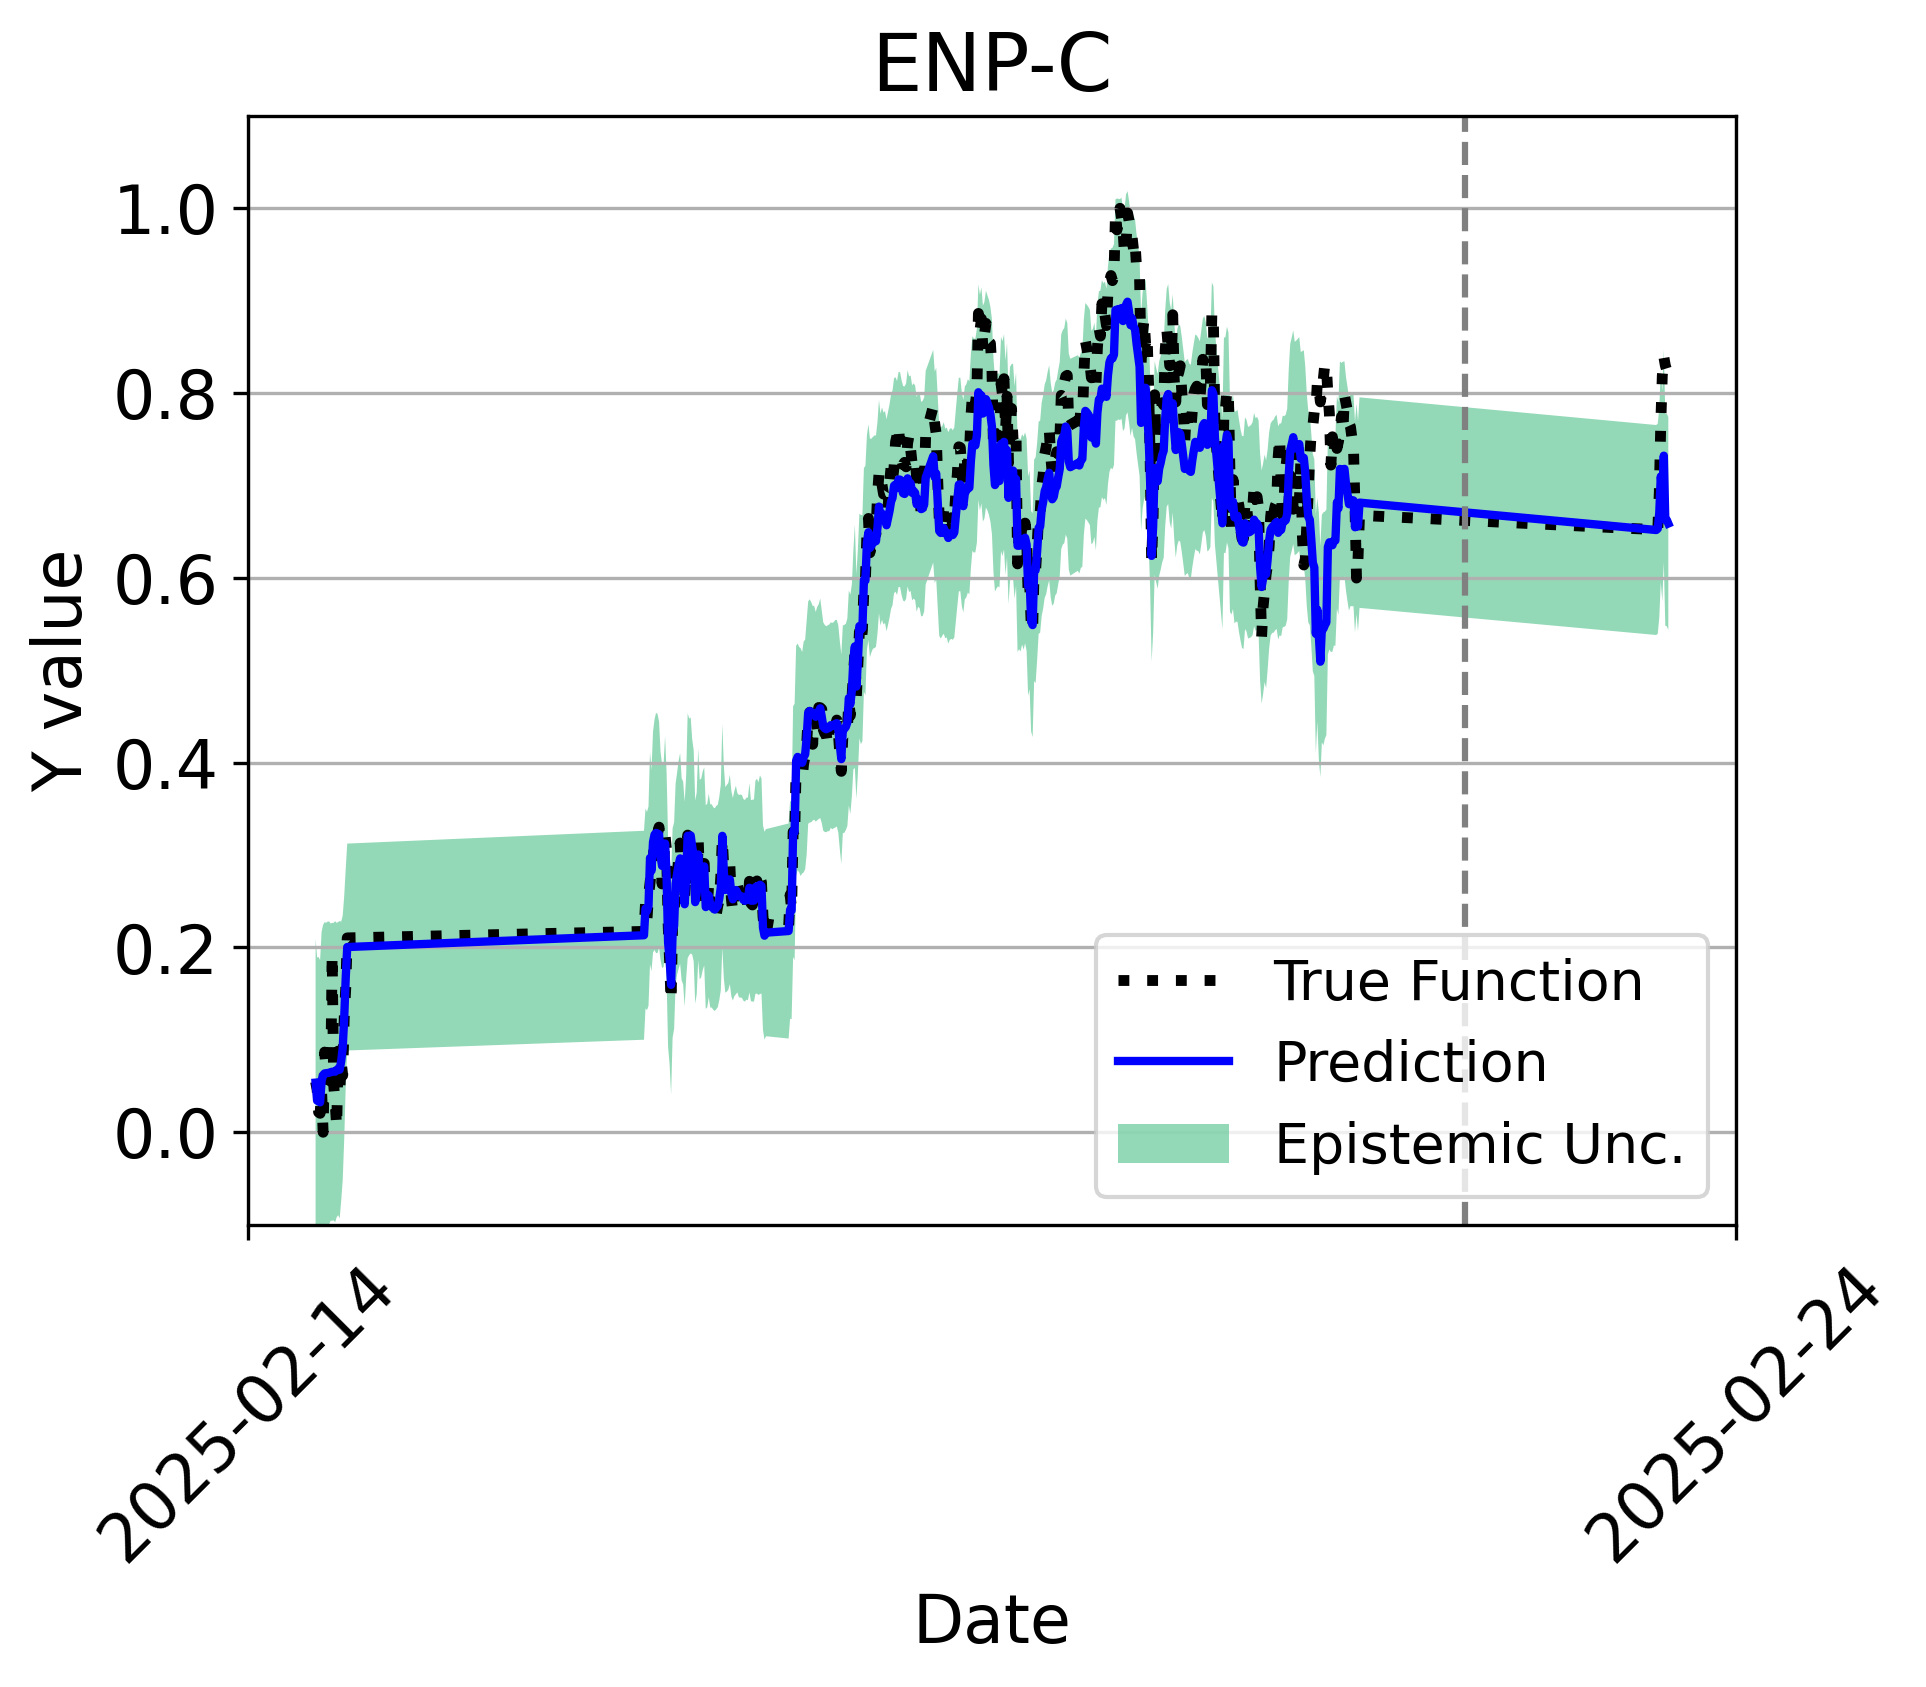 ENP-C
Y value
1.0
0.8
0.6
0.4
0.2
0.0
True Function
Prediction
Epistemic Unc.
2025-02-14
2025-02-24
Date